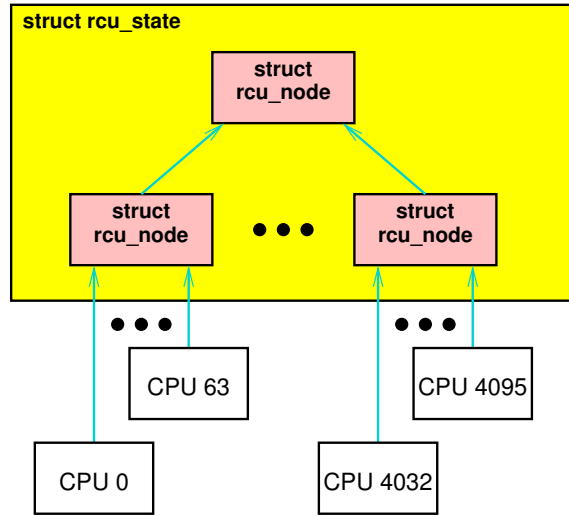 struct rcu_state
struct
rcu_node
struct
rcu_node
struct
rcu_node
CPU 63
CPU 4095
CPU 0
CPU 4032